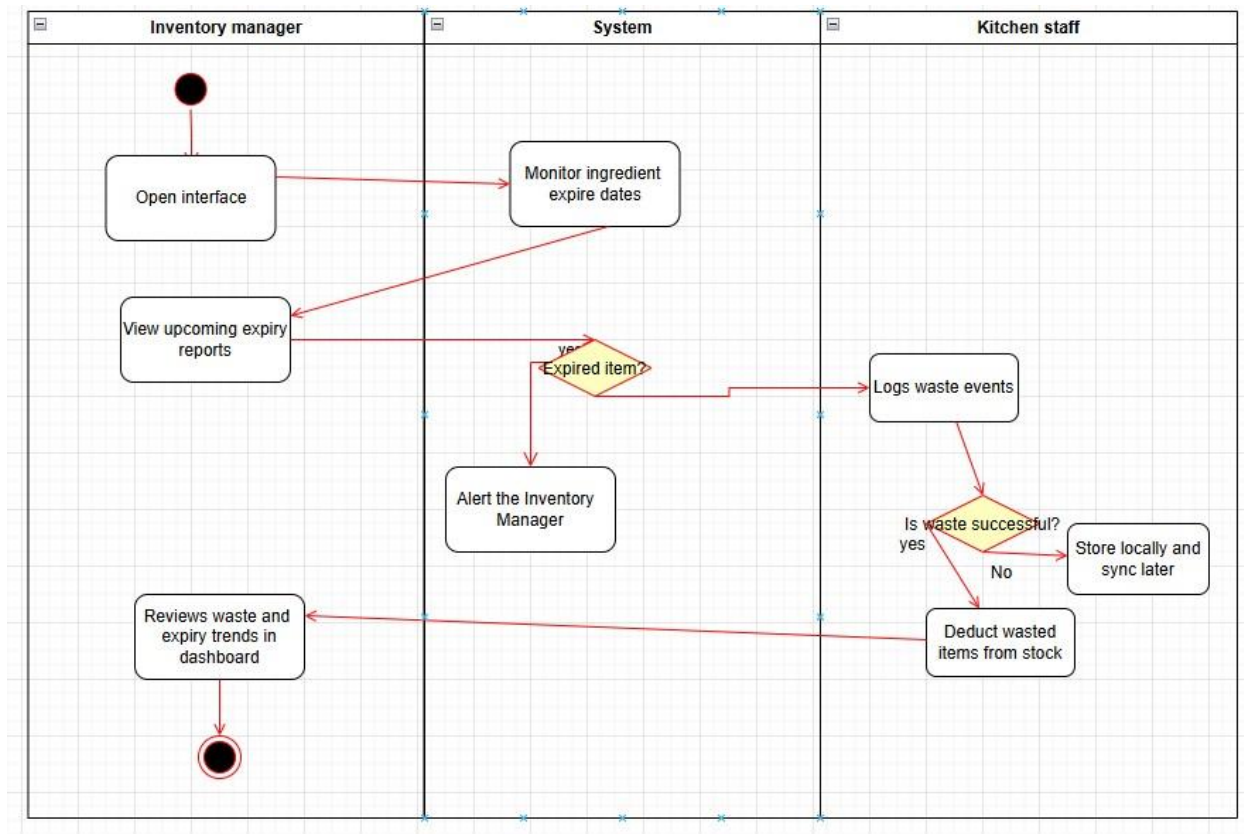 Inventory manager
System
Kitchen staff
Open interface
Monitor ingredient
expire dates
View upcoming expiry
reports
yes
Expired item?
Logs waste events
Alert the Inventory
Manager
Is waste successful?
yes
No
Store locally and
sync later
Reviews waste and
expiry trends in
dashboard
Deduct wasted
items from stock